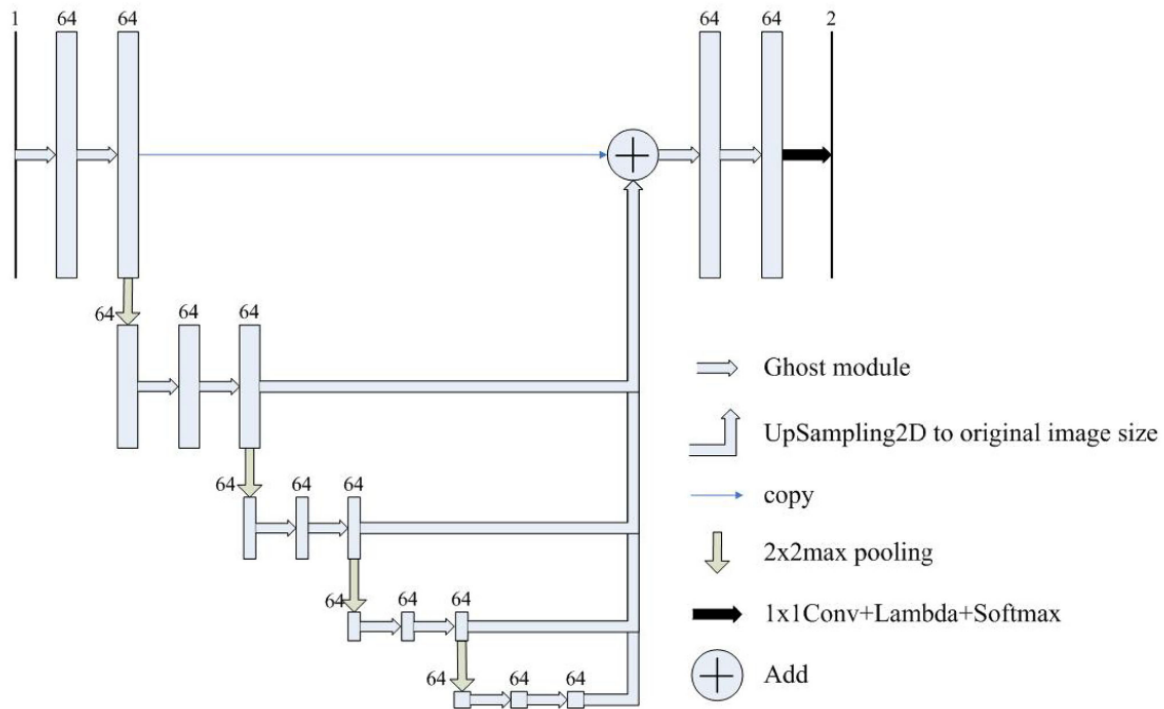 1 64 64 64 64 2
64 64 64
Ghost module
UpSampling2D to original image size
64 64 64
copy
2x2max pooling
64 64 64
1x1Conv+Lambda+Softmax
64 64 64
Add